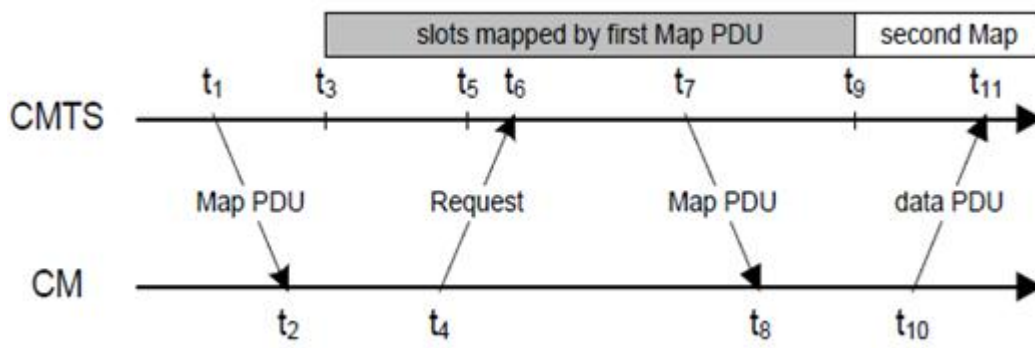 slots mapped by first Map PDU second Map
t₁ t₃ t₅ t₆ t₇ t₉ t₁₁
CMTS
Map PDU Request Map PDU data PDU
CM
t₂ t₄ t₈ t₁₀